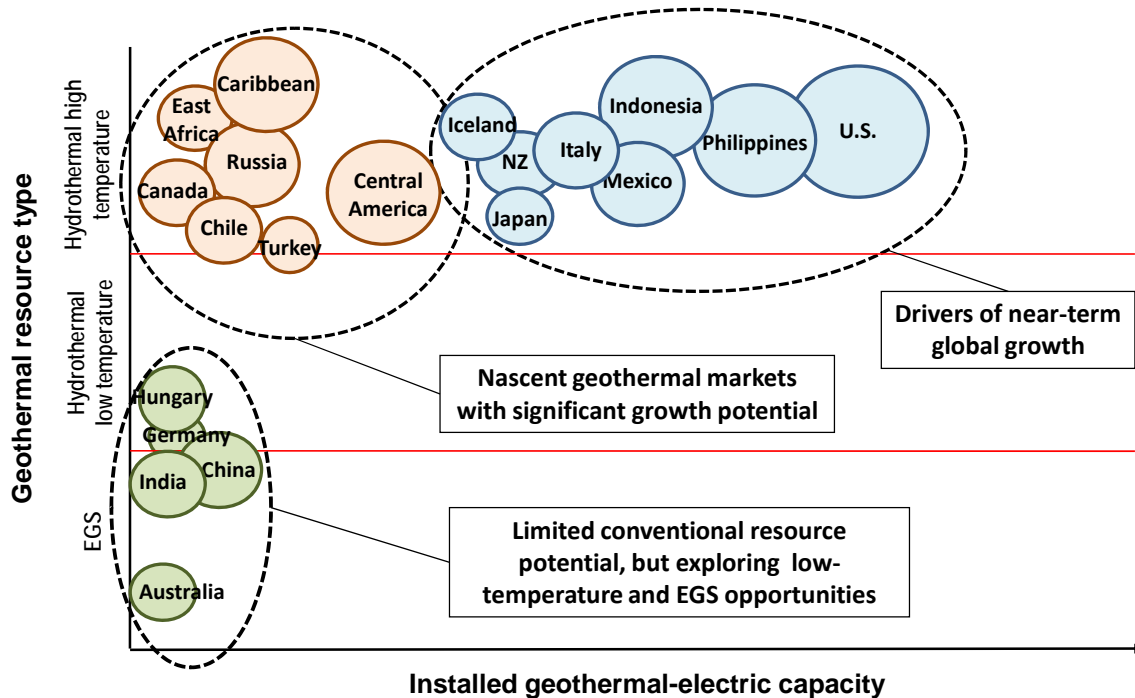 Geothermal resource type
Hydrothermal high
temperature
Hydrothermal
low temperature
EGS
Caribbean
East
Africa
Russia
Canada
Chile
Turkey
Central
America
Iceland
NZ
Japan
Italy
Indonesia
Mexico
Philippines
U.S.
Drivers of near-term
global growth
Nascent geothermal markets
with significant growth potential
Hungary
Germany
China
India
Australia
Limited conventional resource
potential, but exploring low-
temperature and EGS opportunities
Installed geothermal-electric capacity